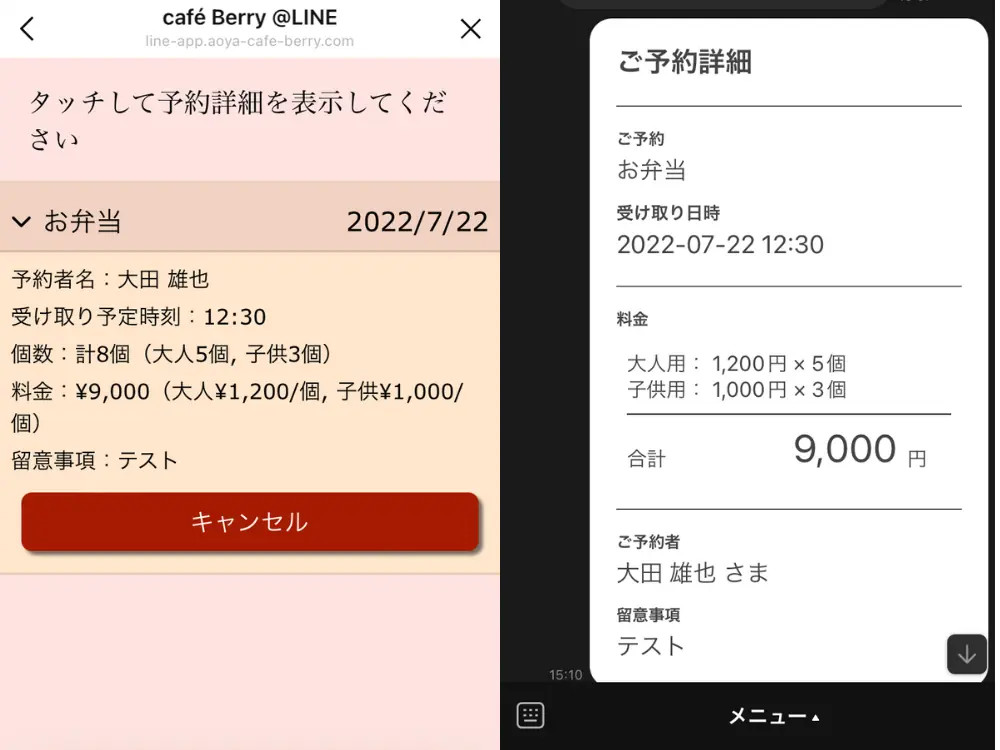 café Berry @LINE
line-app.aoya-cafe-berry.com
タッチして予約詳細を表示してくだ
さい
お弁当 2022/7/22
予約者名：大田 雄也
受け取り予定時刻：12:30
個数：計8個（大人5個, 子供3個）
料金：¥9,000（大人¥1,200/個, 子供¥1,000/
個）
留意事項：テスト
キャンセル
ご予約詳細
ご予約
お弁当
受け取り日時
2022-07-22 12:30
料金
大人用： 1,200円 × 5個
子供用： 1,000円 × 3個
合計 9,000 円
ご予約者
大田 雄也 さま
留意事項
テスト
15:10
メニュー▲